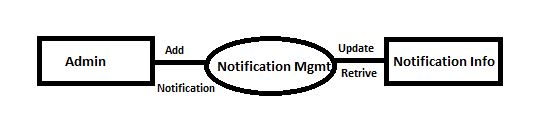 Admin
Add
Notification
Notification Mgmt
Update
Retrive
Notification Info